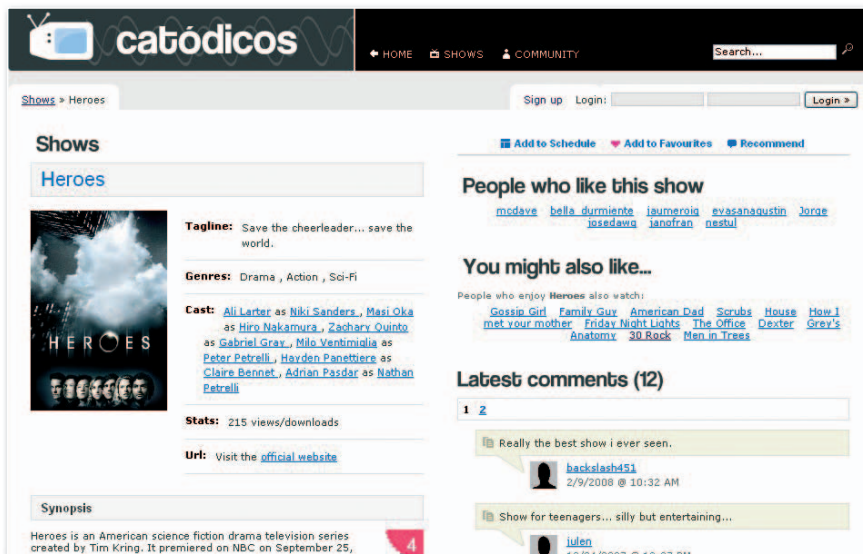 catódicos
HOME SHOWS COMMUNITY
Search...
Shows » Heroes
Sign up Login: Login »
Shows
Heroes
HEROES
Tagline: Save the cheerleader... save the
world.
Genres: Drama , Action , Sci-Fi
Cast: Ali Larter as Niki Sanders , Masi Oka
as Hiro Nakamura , Zachary Quinto
as Gabriel Gray , Milo Ventimiglia as
Peter Petrelli , Hayden Panettiere as
Claire Bennet , Adrian Pasdar as Nathan
Petrelli
Stats: 215 views/downloads
Url: Visit the official website
Synopsis
Heroes is an American science fiction drama television series
created by Tim Kring. It premiered on NBC on September 25,
4
Add to Schedule Add to Favourites Recommend
People who like this show
mcdave bella durmiente jaumeroig evasanagustin Jorge
josedawg janofran nestul
You might also like...
People who enjoy Heroes also watch:
Gossip Girl Family Guy American Dad Scrubs House How I
met your mother Friday Night Lights The Office Dexter Grey's
Anatomy 30 Rock Men in Trees
Latest comments (12)
1 2
Really the best show i ever seen.
backslash451
2/9/2008 @ 10:32 AM
Show for teenagers... silly but entertaining...
julen